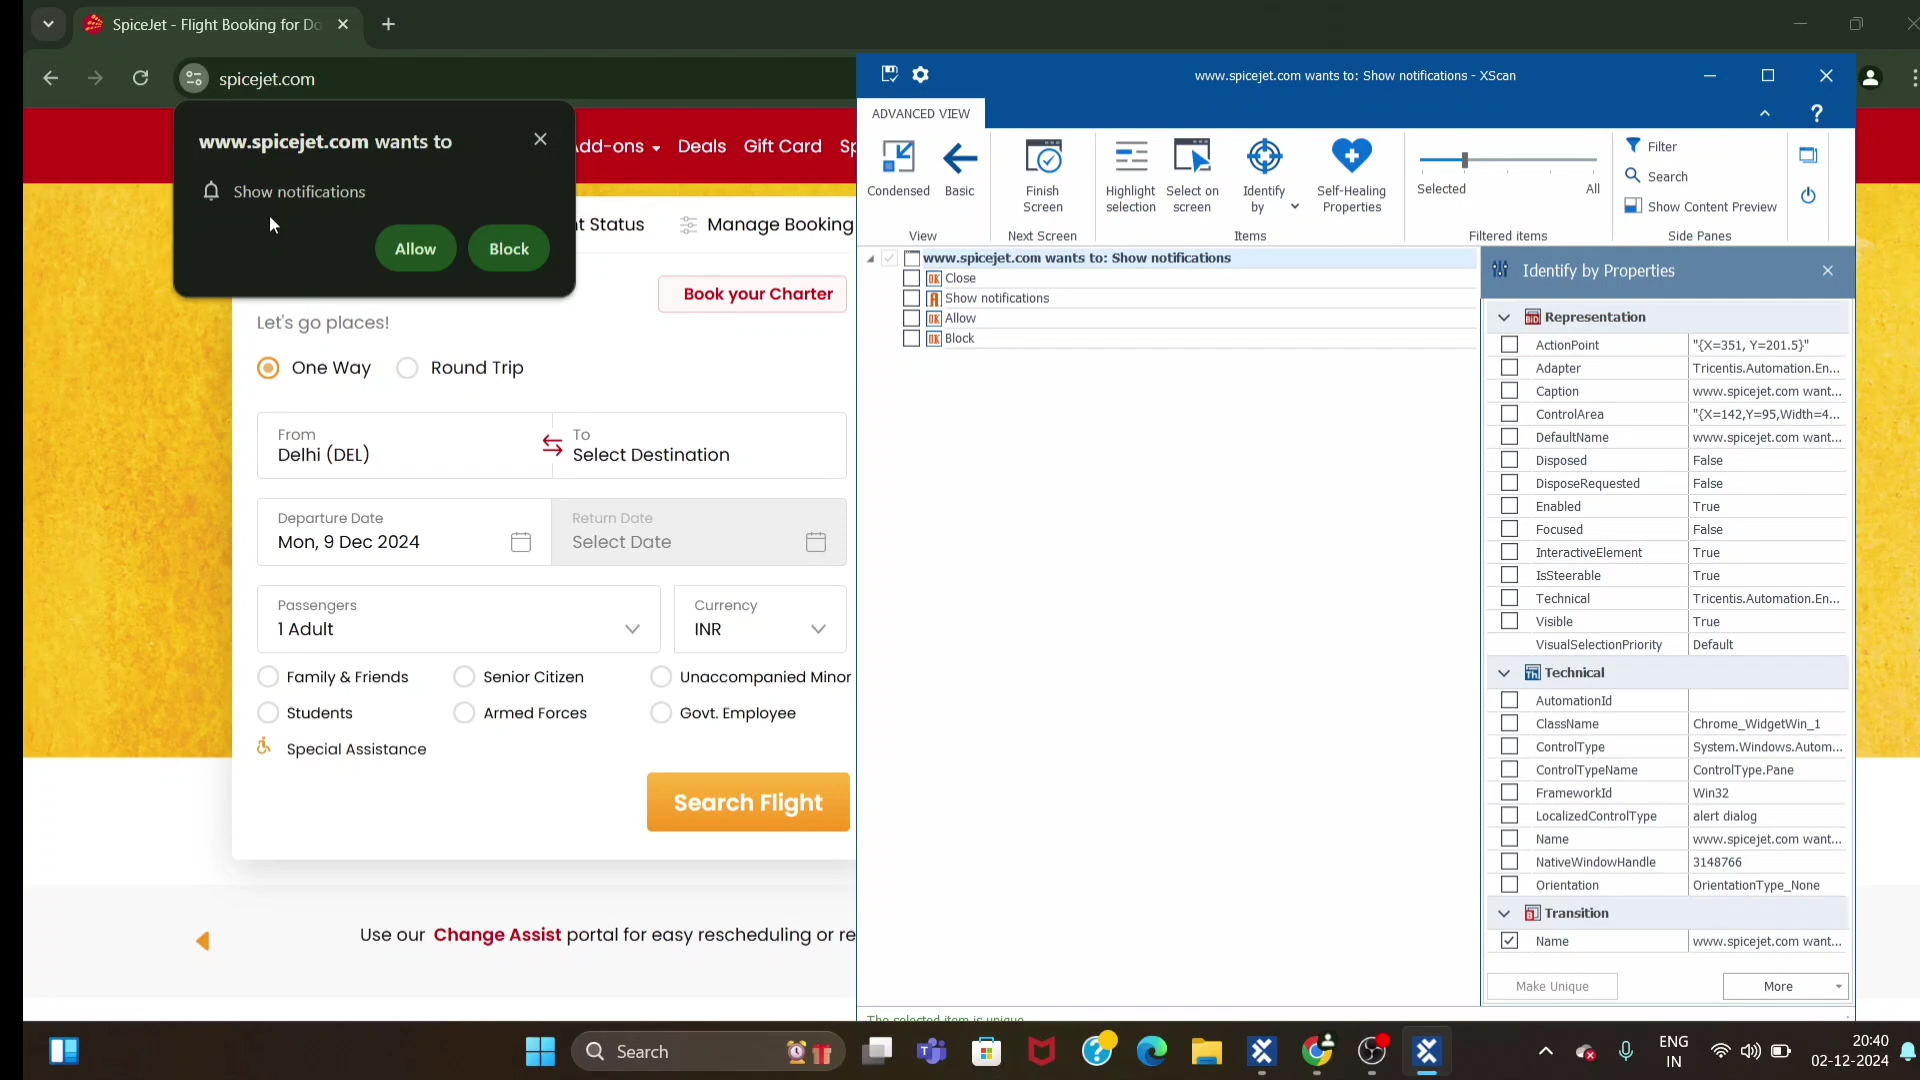 SpiceJet - Flight Booking for Do
spicejet.com
www.spicejet.com wants to
Show notifications
Allow
Block
Add-ons
Deals
Gift Card
Sp
t Status
Manage Booking
Book your Charter
Let's go places!
One Way
Round Trip
From
Delhi (DEL)
To
Select Destination
Departure Date
Mon, 9 Dec 2024
Return Date
Select Date
Passengers
1 Adult
Currency
INR
Family & Friends
Senior Citizen
Unaccompanied Minor
Students
Armed Forces
Govt. Employee
Special Assistance
Search Flight
Use our Change Assist portal for easy rescheduling or re
www.spicejet.com wants to: Show notifications - XScan
ADVANCED VIEW
Condensed
Basic
View
Finish
Screen
Next Screen
Highlight
selection
Select on
screen
Identify
by
Self-Healing
Properties
Items
Selected
All
Filtered items
Filter
Search
Show Content Preview
Side Panes
www.spicejet.com wants to: Show notifications
Close
Show notifications
Allow
Block
Identify by Properties
Representation
ActionPoint "{X=351, Y=201.5}"
Adapter Tricentis.Automation.En...
Caption www.spicejet.com want...
ControlArea "{X=142,Y=95,Width=4...
DefaultName www.spicejet.com want...
Disposed False
DisposeRequested False
Enabled True
Focused False
InteractiveElement True
IsSteerable True
Technical Tricentis.Automation.En...
Visible True
VisualSelectionPriority Default
Technical
AutomationId
ClassName Chrome_WidgetWin_1
ControlType System.Windows.Autom...
ControlTypeName ControlType.Pane
FrameworkId Win32
LocalizedControlType alert dialog
Name www.spicejet.com want...
NativeWindowHandle 3148766
Orientation OrientationType_None
Transition
Name www.spicejet.com want...
Make Unique
More
The selected item is unique
Search
ENG
IN
20:40
02-12-2024